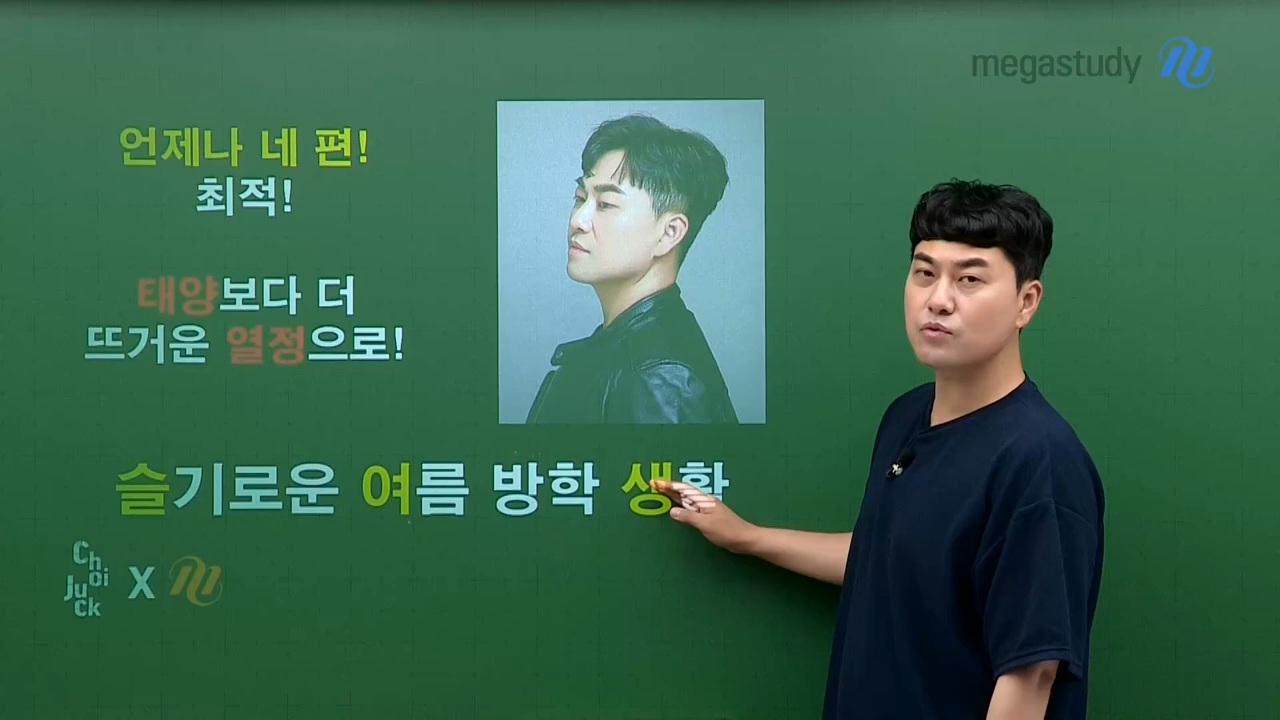 megastudy
언제나 네 편!
최적!
태양보다 더
뜨거운 열정으로!
슬기로운 여름 방학 생활
Choi
Juck
X